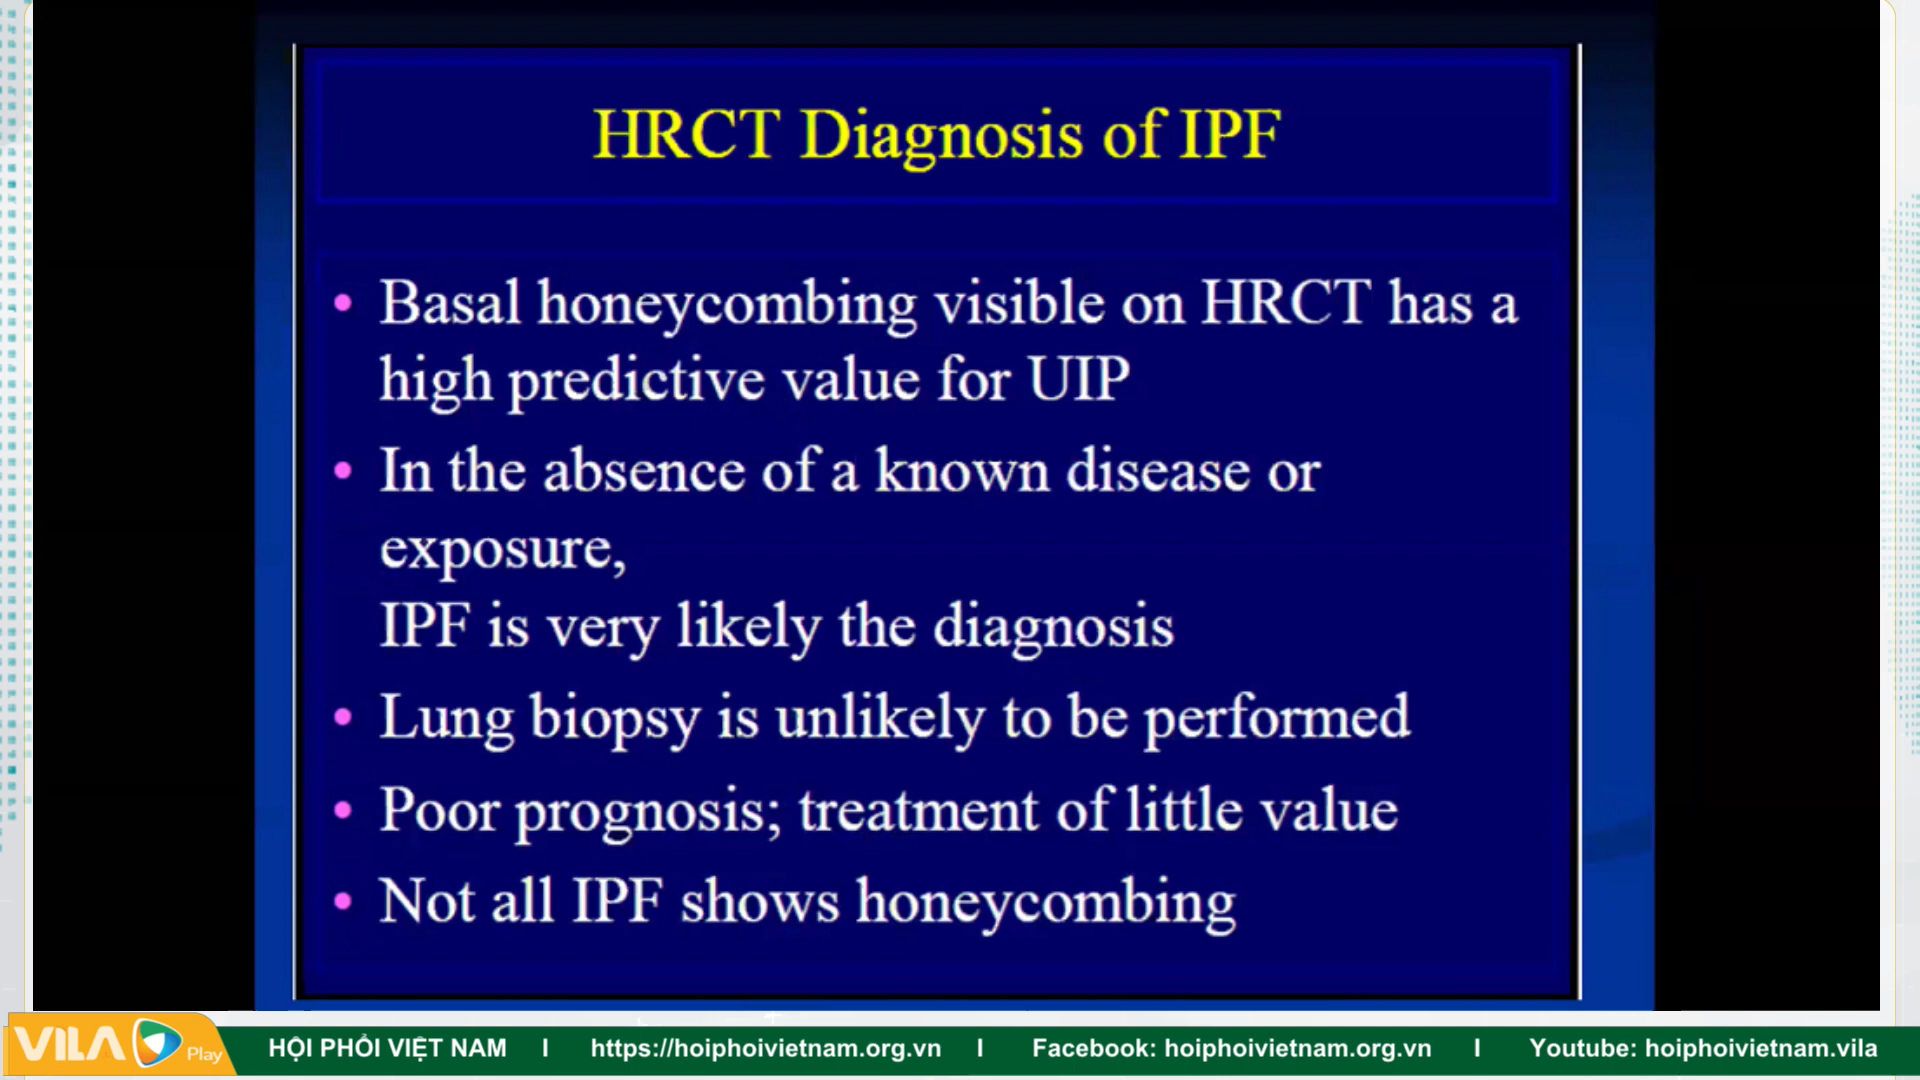 HRCT Diagnosis of IPF
• Basal honeycombing visible on HRCT has a
high predictive value for UIP
• In the absence of a known disease or
exposure,
IPF is very likely the diagnosis
• Lung biopsy is unlikely to be performed
• Poor prognosis; treatment of little value
• Not all IPF shows honeycombing
VILA Play HỘI PHỔI VIỆT NAM I https://hoiphoivietnam.org.vn I Facebook: hoiphoivietnam.org.vn I Youtube: hoiphoivietnam.vila